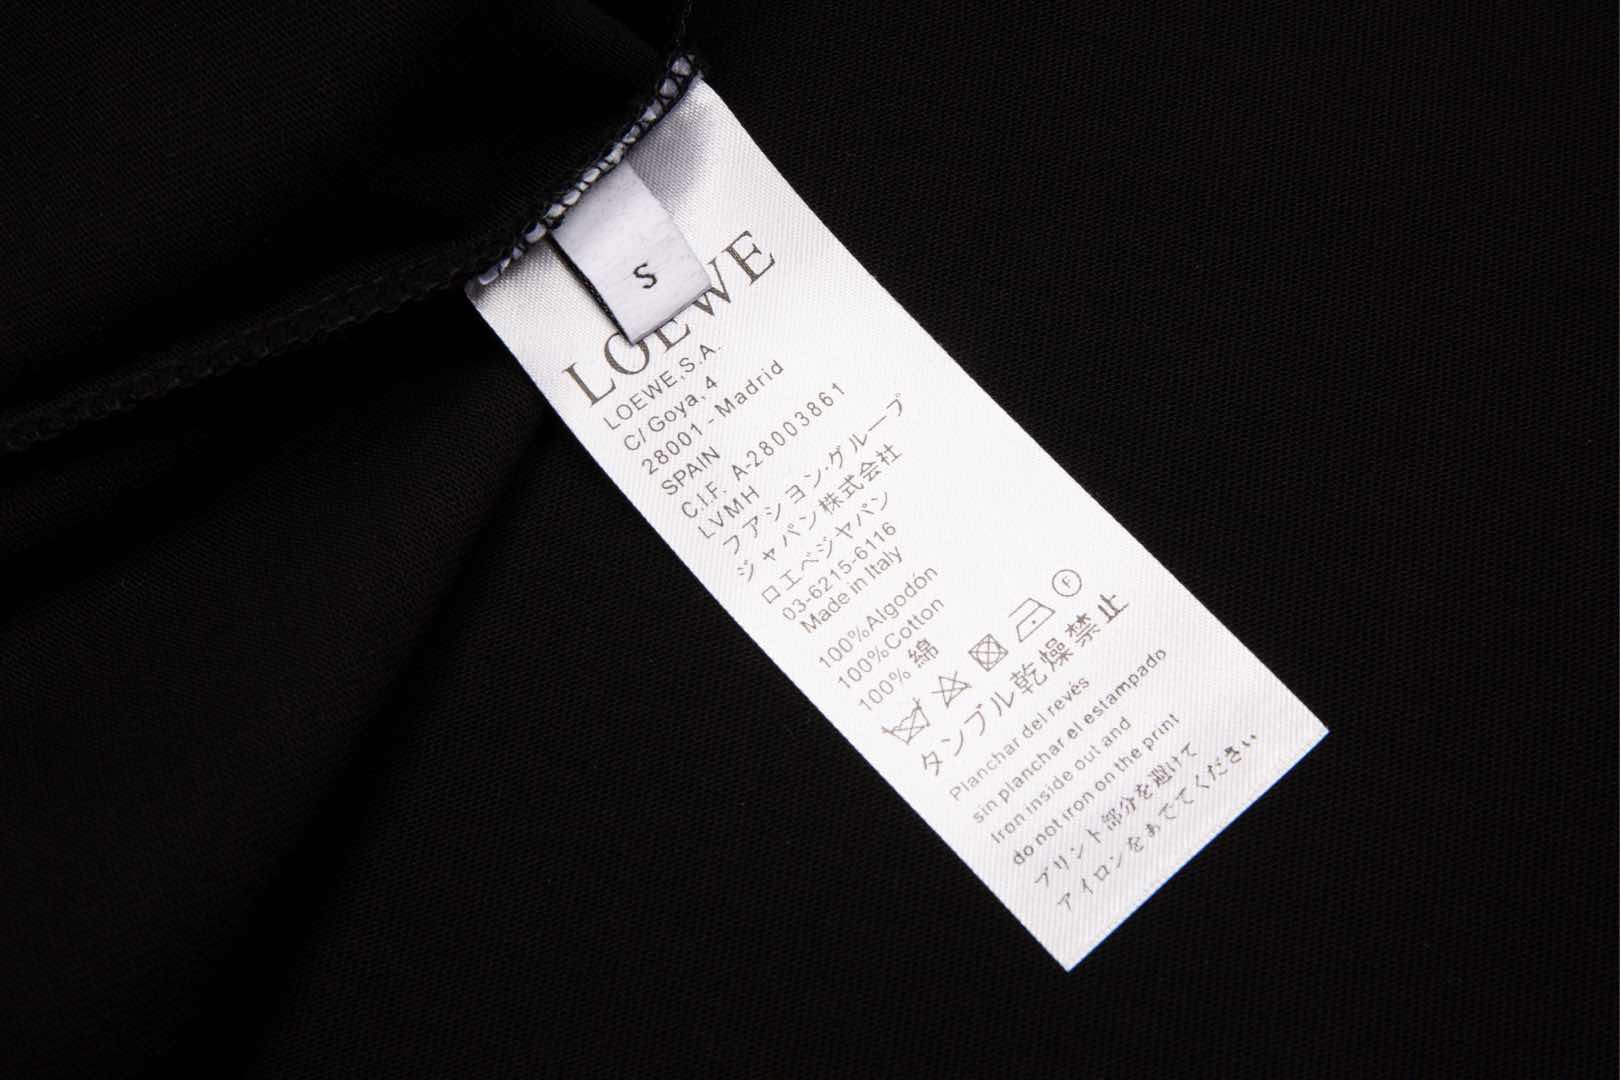 S
LOEWE
LOEWE,S.A.
C/ Goya, 4
28001 - Madrid
SPAIN
C.I.F. A-28003861
LVMH
フアシヨン・グループ
ジャパン株式会社
ロエベジャパン
03-6215-6116
Made in Italy
100%Algodón
100%Cotton
100% 綿
F
タンブル乾燥禁止
Planchar del revés
sin planchar el estampado
Iron inside out and
do not iron on the print
プリント部分を避けて
アイロンをあててください